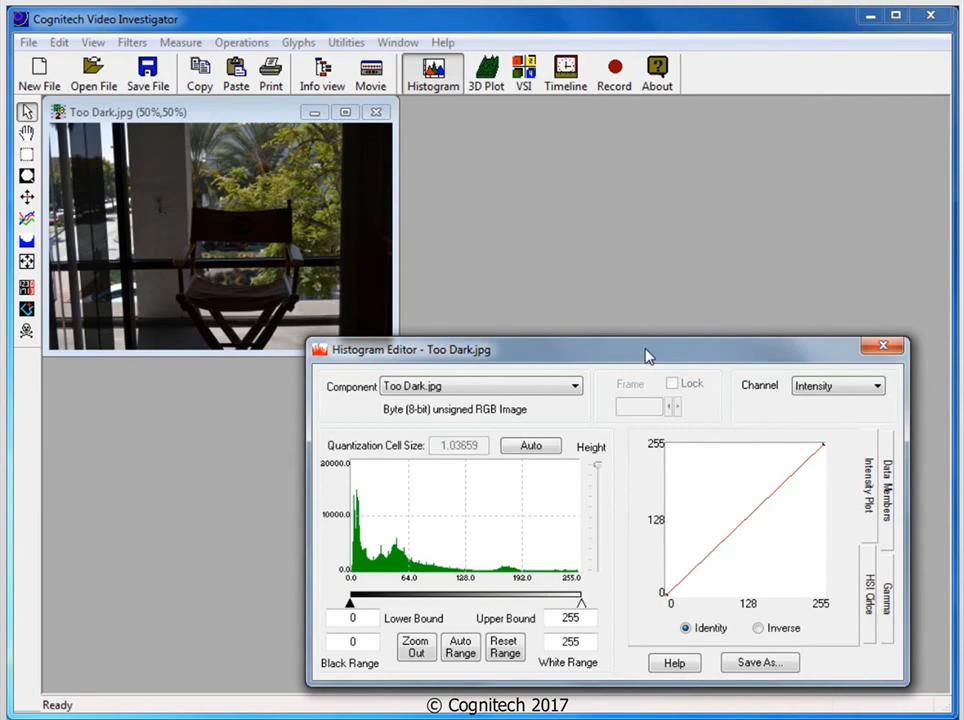 Cognitech Video Investigator
File Edit View Filters Measure Operations Glyphs Utilities Window Help
New File Open File Save File Copy Paste Print Info view Movie Histogram 3D Plot VSI Timeline Record About
Too Dark.jpg (50%,50%)
Histogram Editor - Too Dark.jpg
Component Too Dark.jpg Frame Lock Channel Intensity
Byte (8-bit) unsigned RGB Image
Quantization Cell Size: 1.03659 Auto Height
20000.0
10000.0
0.0
0.0 64.0 128.0 192.0 255.0
0 Lower Bound Upper Bound 255
0 Zoom Out Auto Range Reset Range 255
Black Range White Range
255
128
0
0 128 255
Identity Inverse
Intensity Plot
Data Members
HSI Cirlce
Gamma
Help Save As...
Ready
© Cognitech 2017